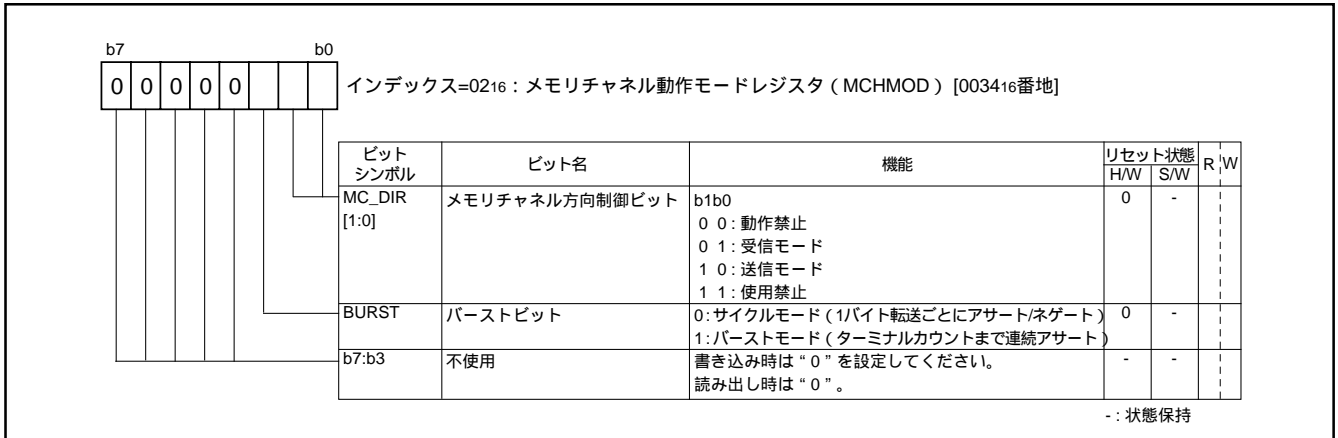 b7 b0
0 0 0 0 0 インデックス=0216：メモリチャネル動作モードレジスタ（MCHMOD）[003416番地]
ビットシンボル ビット名 機能 リセット状態 H/W S/W R W
MC_DIR [1:0] メモリチャネル方向制御ビット b1b0 0 -
0 0：動作禁止
0 1：受信モード
1 0：送信モード
1 1：使用禁止
BURST バーストビット 0：サイクルモード（1バイト転送ごとにアサート/ネゲート） 0 -
1：バーストモード（ターミナルカウントまで連続アサート）
b7:b3 不使用 書き込み時は“0”を設定してください。 - -
読み出し時は“0”。
-：状態保持